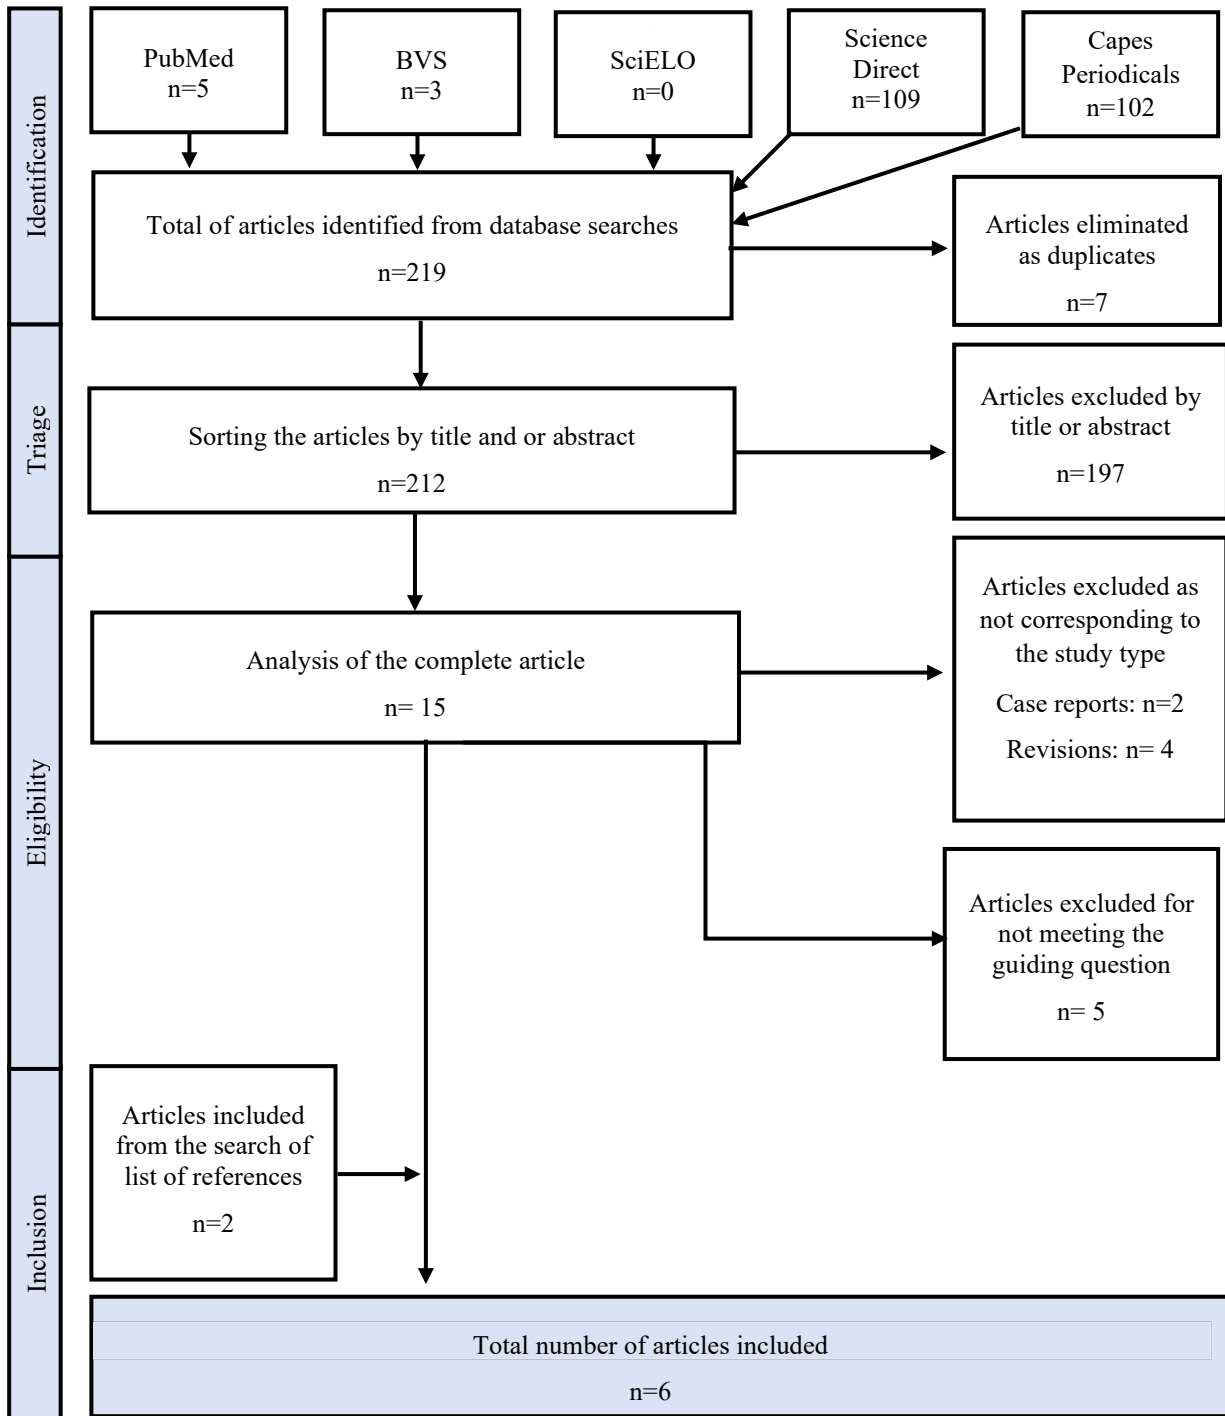 Identification
PubMed
n=5
BVS
n=3
SciELO
n=0
Science
Direct
n=109
Capes
Periodicals
n=102
Total of articles identified from database searches
n=219
Articles eliminated
as duplicates
n=7
Triage
Sorting the articles by title and or abstract
n=212
Articles excluded by
title or abstract
n=197
Eligibility
Analysis of the complete article
n= 15
Articles excluded as
not corresponding to
the study type
Case reports: n=2
Revisions: n= 4
Articles excluded for
not meeting the
guiding question
n= 5
Inclusion
Articles included
from the search of
list of references
n=2
Total number of articles included
n=6